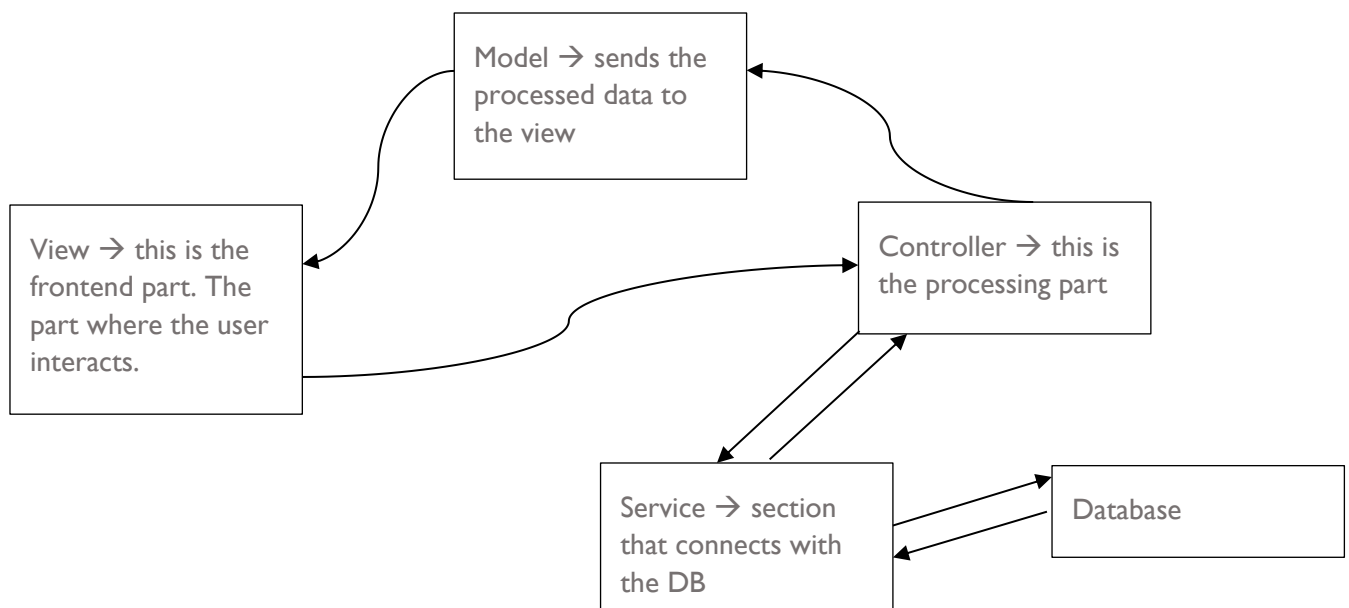 Model → sends the
processed data to
the view
View → this is the
frontend part. The
part where the user
interacts.
Controller → this is
the processing part
Service → section
that connects with
the DB
Database